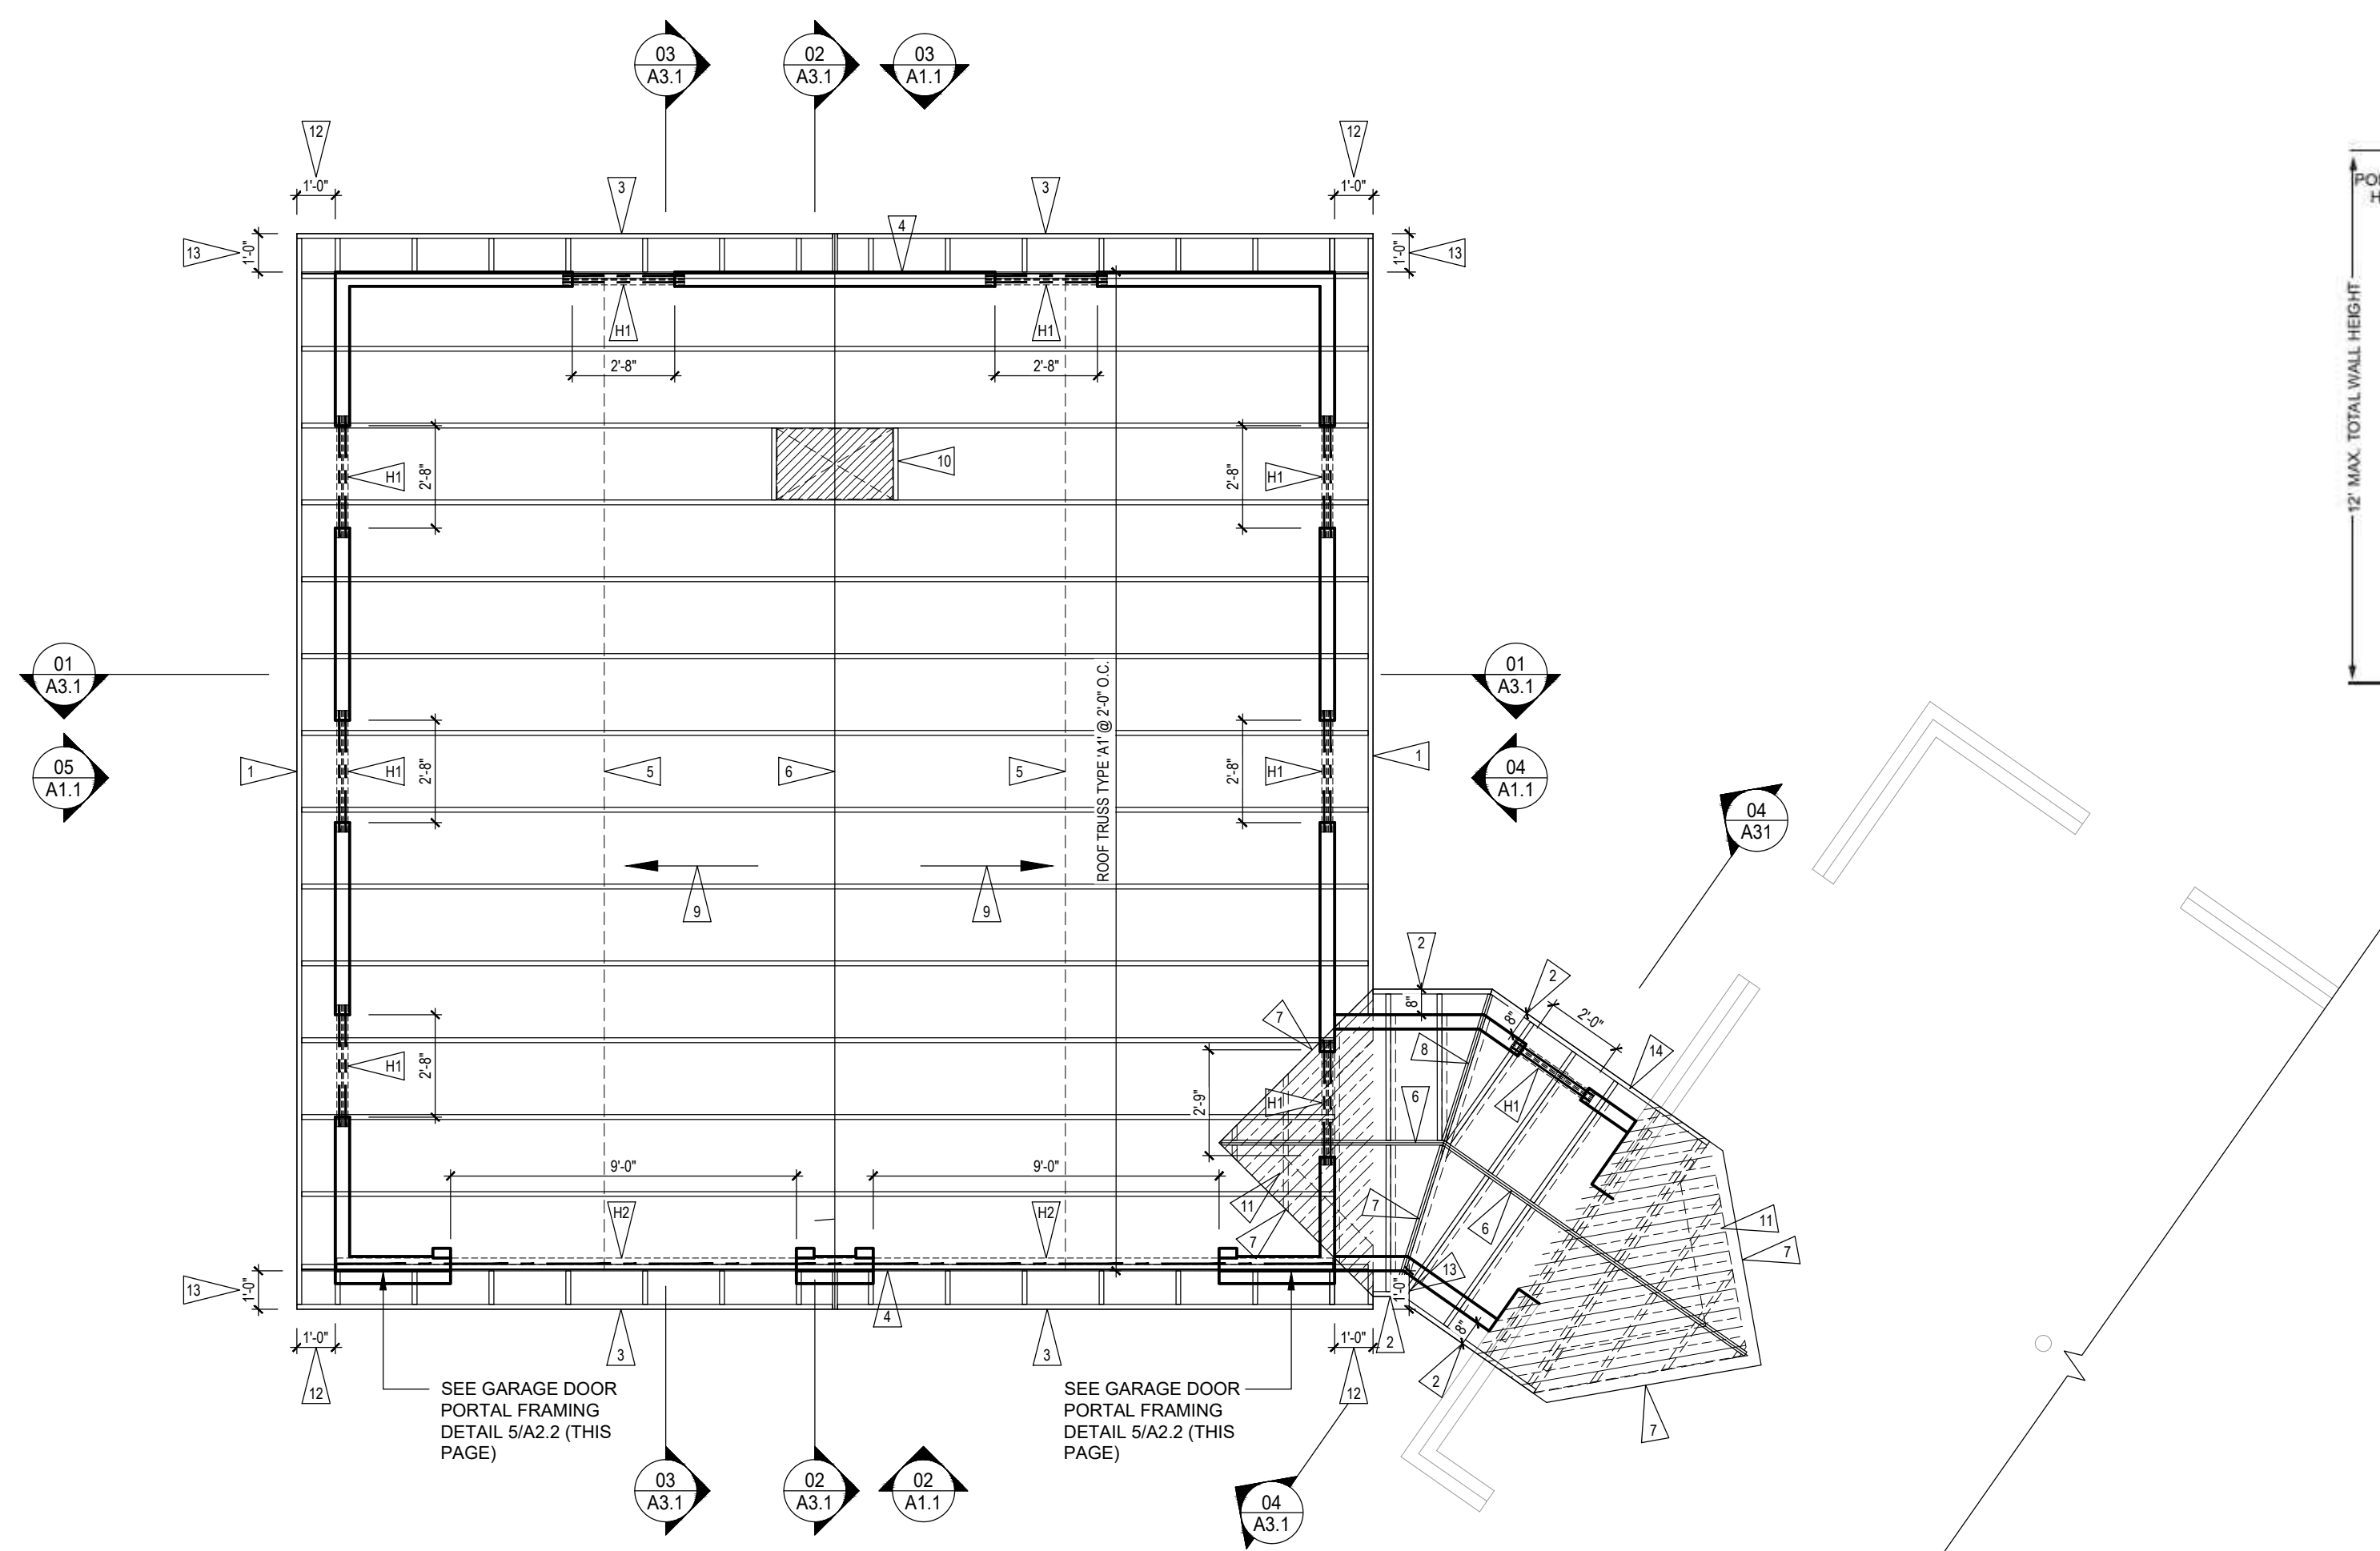 03
A3.1
02
A3.1
03
A1.1
12
12
1'-0"
1'-0"
3
3
4
13
1'-0"
1'-0"
13
H1
H1
2'-8"
2'-8"
10
H1
2'-8"
2'-8"
H1
12' MAX. TOTAL WALL HEIGHT
01
A3.1
01
A3.1
ROOF TRUSS TYPE 'A1' @ 2'-0" O.C.
1
05
A1.1
1
H1
2'-8"
5
6
5
2'-8"
H1
04
A1.1
04
A31
9
9
2
2
8"
8"
2'-0"
7
8
14
H1
2'-8"
2'-9"
H1
6
H1
9'-0"
9'-0"
11
7
6
11
H2
H2
7
7
13
1'-0"
13
1'-0"
4
8"
1'-0"
3
3
1'-0"
2
2
12
12
7
SEE GARAGE DOOR
PORTAL FRAMING
DETAIL 5/A2.2 (THIS
PAGE)
SEE GARAGE DOOR
PORTAL FRAMING
DETAIL 5/A2.2 (THIS
PAGE)
03
A3.1
02
A3.1
02
A1.1
04
A3.1